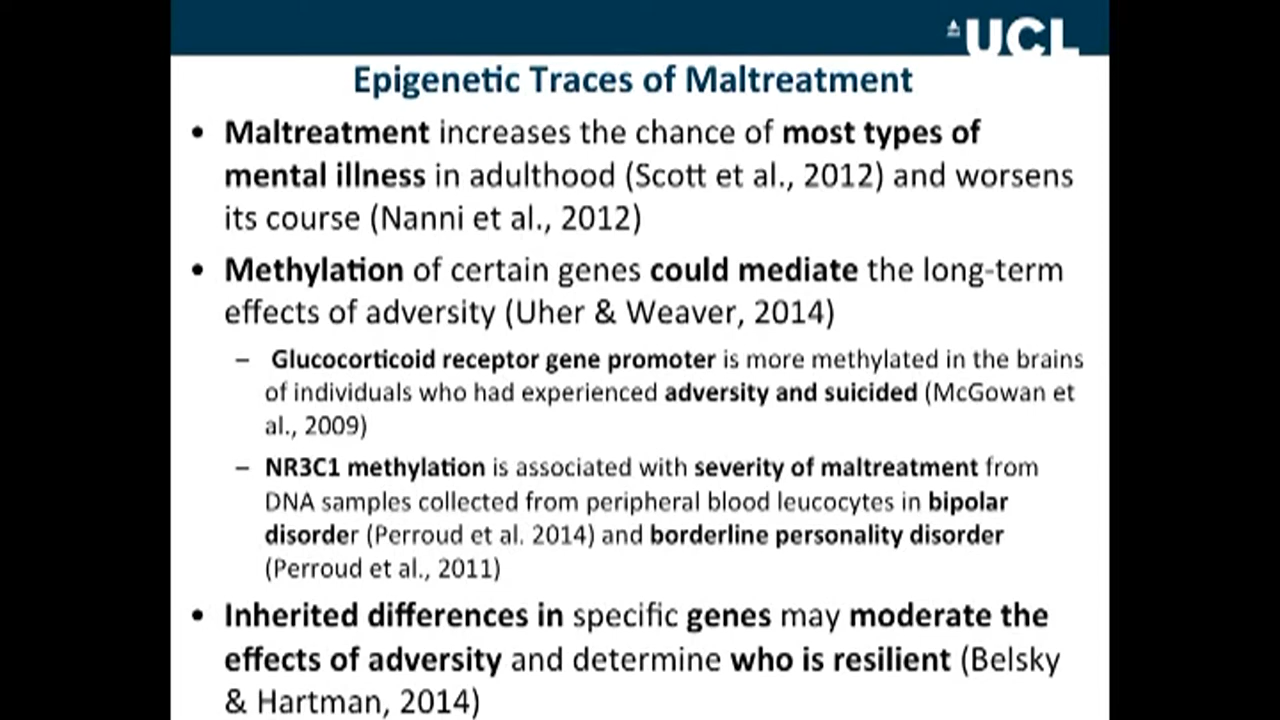 UCL
Epigenetic Traces of Maltreatment
• Maltreatment increases the chance of most types of
mental illness in adulthood (Scott et al., 2012) and worsens
its course (Nanni et al., 2012)
• Methylation of certain genes could mediate the long-term
effects of adversity (Uher & Weaver, 2014)
– Glucocorticoid receptor gene promoter is more methylated in the brains
of individuals who had experienced adversity and suicided (McGowan et
al., 2009)
– NR3C1 methylation is associated with severity of maltreatment from
DNA samples collected from peripheral blood leucocytes in bipolar
disorder (Perroud et al. 2014) and borderline personality disorder
(Perroud et al., 2011)
• Inherited differences in specific genes may moderate the
effects of adversity and determine who is resilient (Belsky
& Hartman, 2014)